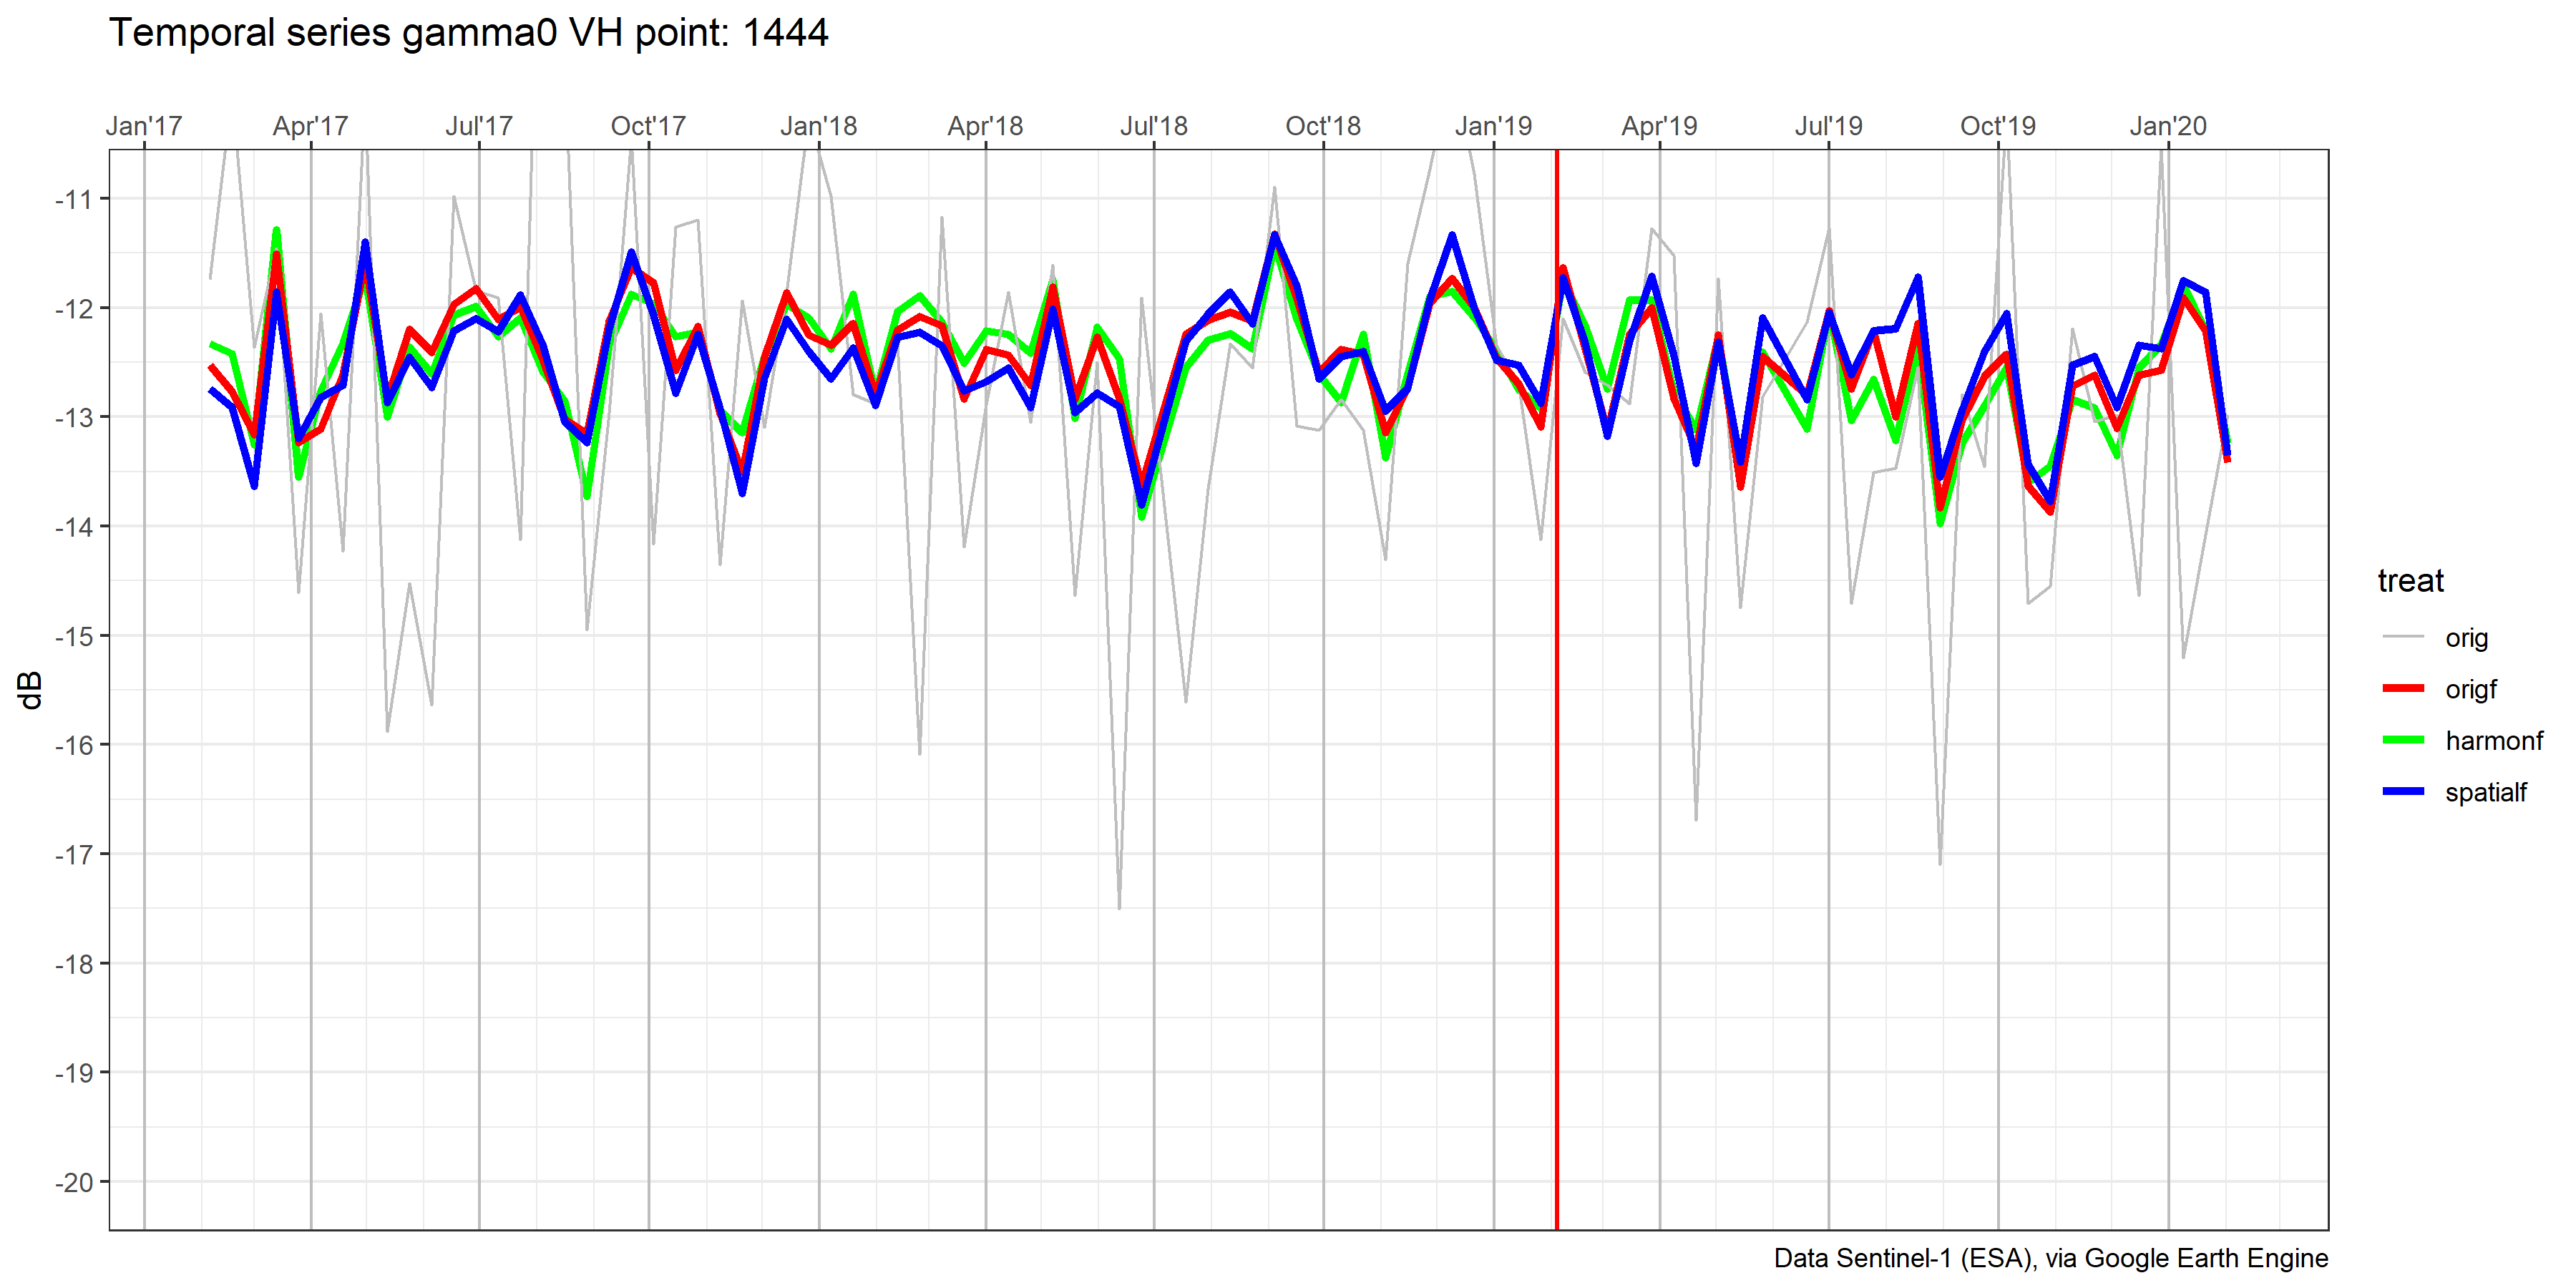 Temporal series gamma0 VH point: 1444
Jan'17 Apr'17 Jul'17 Oct'17 Jan'18 Apr'18 Jul'18 Oct'18 Jan'19 Apr'19 Jul'19 Oct'19 Jan'20
-11
-12
-13
-14
-15
-16
-17
-18
-19
-20
dB
treat
orig
origf
harmonf
spatialf
Data Sentinel-1 (ESA), via Google Earth Engine